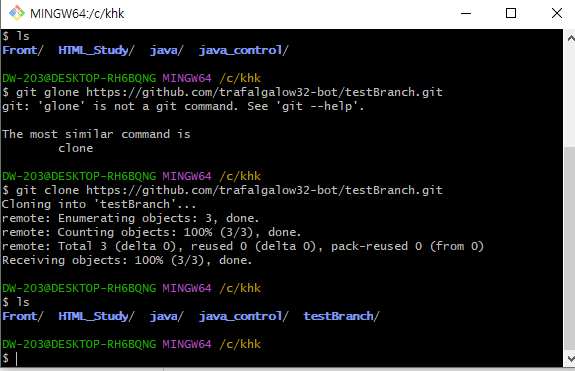 MINGW64:/c/khk
$ ls
Front/  HTML_Study/  java/  java_control/
DW-203@DESKTOP-RH6BQNG MINGW64 /c/khk
$ git glone https://github.com/trafalgalow32-bot/testBranch.git
git: 'glone' is not a git command. See 'git --help'.
The most similar command is
        clone
DW-203@DESKTOP-RH6BQNG MINGW64 /c/khk
$ git clone https://github.com/trafalgalow32-bot/testBranch.git
Cloning into 'testBranch'...
remote: Enumerating objects: 3, done.
remote: Counting objects: 100% (3/3), done.
remote: Total 3 (delta 0), reused 0 (delta 0), pack-reused 0 (from 0)
Receiving objects: 100% (3/3), done.
DW-203@DESKTOP-RH6BQNG MINGW64 /c/khk
$ ls
Front/  HTML_Study/  java/  java_control/  testBranch/
DW-203@DESKTOP-RH6BQNG MINGW64 /c/khk
$